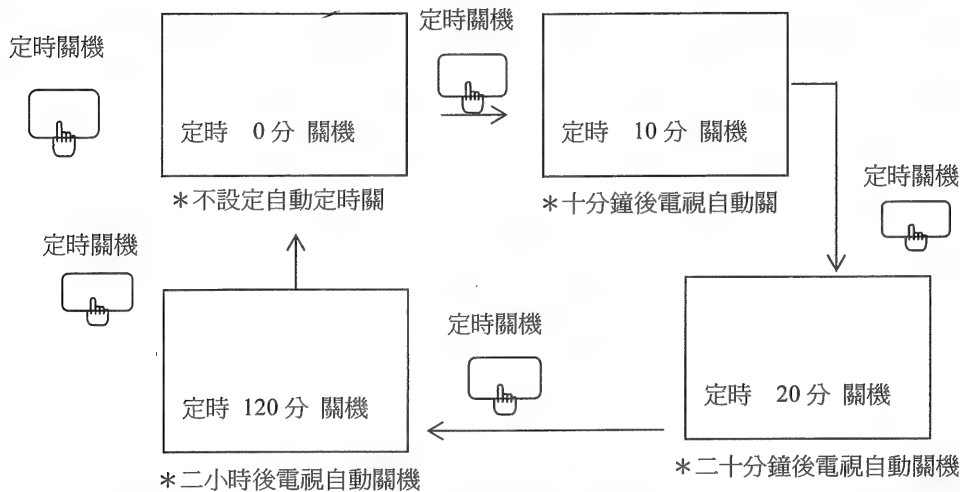 定時關機
定時 0分 關機
＊不設定自動定時關
定時關機
定時 10分 關機
＊十分鐘後電視自動關
定時關機
定時 20分 關機
＊二十分鐘後電視自動關機
定時關機
定時 120分 關機
＊二小時後電視自動關機
定時關機